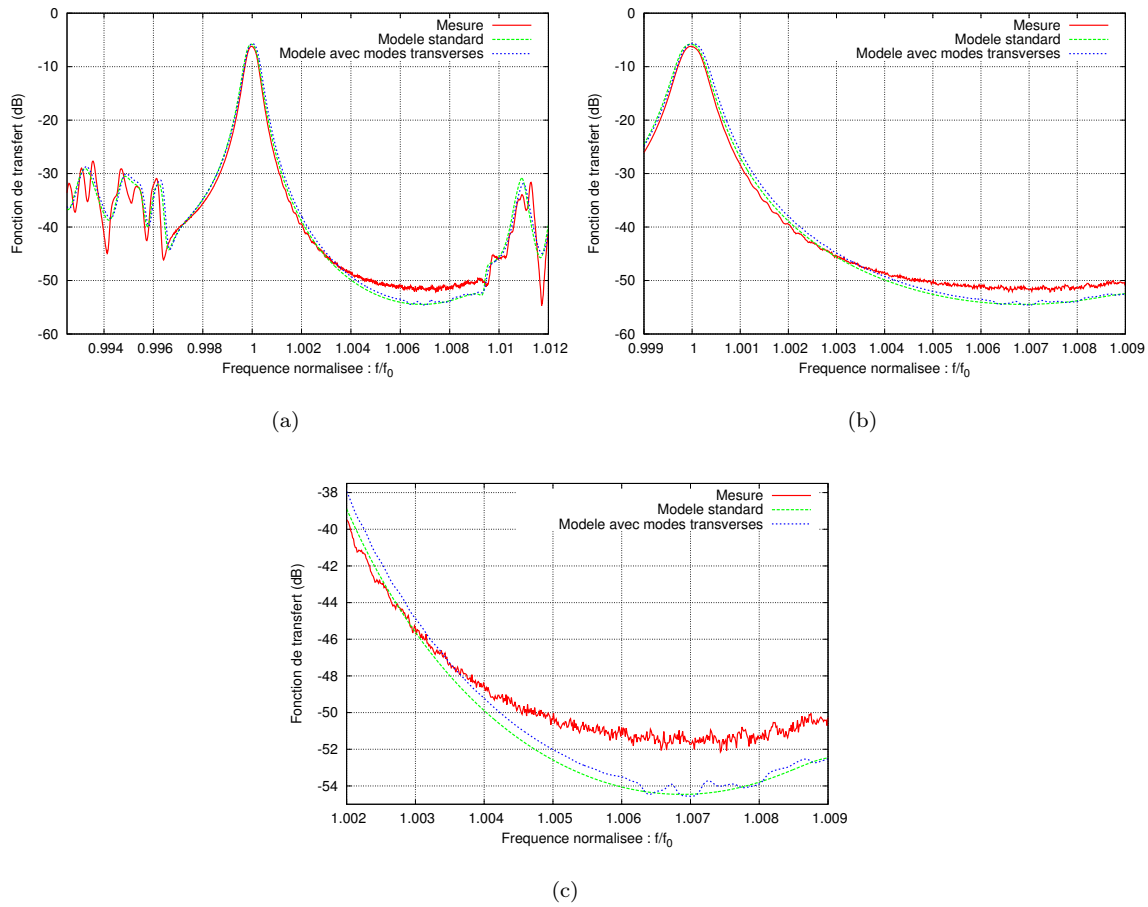 0
-10
-20
-30
-40
-50
-60
0.994 0.996 0.998 1 1.002 1.004 1.006 1.008 1.01 1.012
Fonction de transfert (dB)
Frequence normalisee : f/f0
Mesure
Modele standard
Modele avec modes transverses
(a)
0
-10
-20
-30
-40
-50
-60
0.999 1 1.001 1.002 1.003 1.004 1.005 1.006 1.007 1.008 1.009
Fonction de transfert (dB)
Frequence normalisee : f/f0
Mesure
Modele standard
Modele avec modes transverses
(b)
-38
-40
-42
-44
-46
-48
-50
-52
-54
1.002 1.003 1.004 1.005 1.006 1.007 1.008 1.009
Fonction de transfert (dB)
Frequence normalisee : f/f0
Mesure
Modele standard
Modele avec modes transverses
(c)